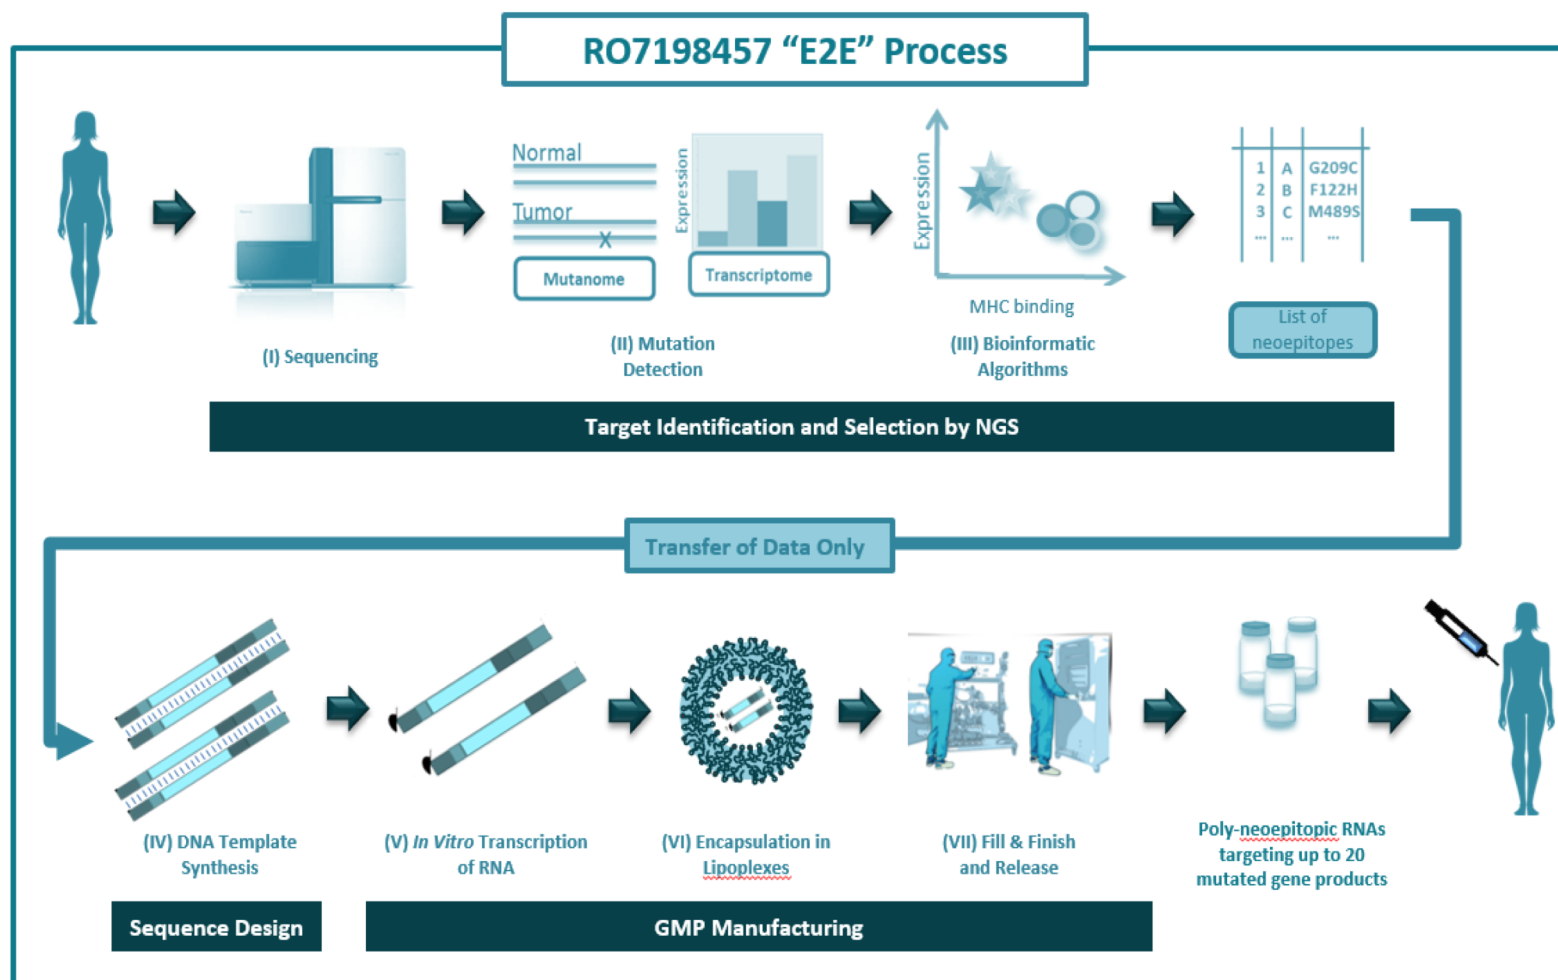 RO7198457 “E2E” Process
Normal
Tumor
X
Mutanome
Expression
Transcriptome
Expression
MHC binding
1 A G209C
2 B F122H
3 C M489S
... ... ...
List of
neoepitopes
(I) Sequencing
(II) Mutation
Detection
(III) Bioinformatic
Algorithms
Target Identification and Selection by NGS
Transfer of Data Only
(IV) DNA Template
Synthesis
(V) In Vitro Transcription
of RNA
(VI) Encapsulation in
Lipoplexes
(VII) Fill & Finish
and Release
Poly-neoepitopic RNAs
targeting up to 20
mutated gene products
Sequence Design
GMP Manufacturing